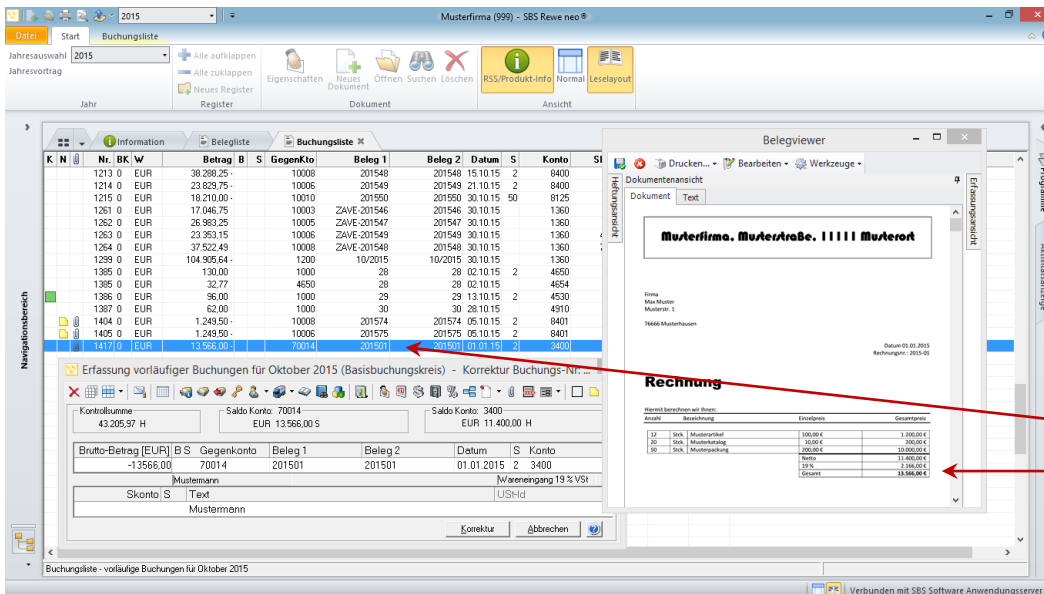 2015
Musterfirma (999) - SBS Rewe neo ®
Datei Start Buchungsliste
Jahresauswahl 2015
Jahresvortrag
Alle aufklappen
Alle zuklappen
Neues Register
Eigenschaften Neues Dokument Öffnen Suchen Löschen
RSS/Produkt-Info Normal Leselayout
Jahr Register Dokument Ansicht
Information Belegliste Buchungsliste
K N Nr. BK W Betrag B S GegenKto Beleg 1 Beleg 2 Datum S Konto
1213 0 EUR 38.288,25 - 10008 201548 201548 15.10.15 2 8400
1214 0 EUR 23.829,75 - 10006 201549 201549 21.10.15 2 8400
1215 0 EUR 18.210,00 - 10010 201550 201550 30.10.15 50 8125
1261 0 EUR 17.046,75 10003 ZAVE-201546 201546 30.10.15 1360
1262 0 EUR 26.983,25 10005 ZAVE-201547 201547 30.10.15 1360
1263 0 EUR 23.353,15 10006 ZAVE-201549 201549 30.10.15 1360
1264 0 EUR 37.522,49 10008 ZAVE-201548 201548 30.10.15 1360
1299 0 EUR 104.905,64 - 1200 10/2015 10/2015 30.10.15 1360
1385 0 EUR 130,00 1000 28 28 02.10.15 2 4650
1385 0 EUR 32,77 4650 28 28 02.10.15 4654
1386 0 EUR 96,00 1000 29 29 13.10.15 2 4530
1387 0 EUR 62,00 1000 30 30 28.10.15 4910
1404 0 EUR 1.249,50 - 10008 201574 201574 05.10.15 2 8401
1405 0 EUR 1.249,50 - 10006 201575 201575 05.10.15 2 8401
1417 0 EUR 13.566,00 - 70014 201501 201501 01.01.15 2 3400
Navigationsbereich
Erfassung vorläufiger Buchungen für Oktober 2015 (Basisbuchungskreis) - Korrektur Buchungs-Nr. ...
Kontrollsumme Saldo Konto: 70014 Saldo Konto: 3400
43.205,97 H EUR 13.566,00 S EUR 11.400,00 H
Brutto-Betrag [EUR] B S Gegenkonto Beleg 1 Beleg 2 Datum S Konto
-13566,00 70014 201501 201501 01.01.2015 2 3400
Mustermann Wareneingang 19 % VSt
Skonto S Text USt-Id
Mustermann
Korrektur Abbrechen
Buchungsliste - vorläufige Buchungen für Oktober 2015
Verbunden mit SBS Software Anwendungsserver
Belegviewer
Drucken... Bearbeiten Werkzeuge
Dokumentenansicht
Heftungsansicht
Erfassungsansicht
Dokument Text
Musterfirma, Musterstraße, 11111 Musterort
Firma
Max Muster
Musterstr. 1
76666 Musterhausen
Datum 01.01.2015
Rechnungsnr.: 2015-01
Rechnung
Hiermit berechnen wir Ihnen:
Anzahl Bezeichnung Einzelpreis Gesamtpreis
12 Stck. Musterartikel 100,00 € 1.200,00 €
20 Stck. Musterkatalog 10,00 € 200,00 €
50 Stck. Musterpackung 200,00 € 10.000,00 €
Netto 11.400,00 €
19 % 2.166,00 €
Gesamt 13.566,00 €